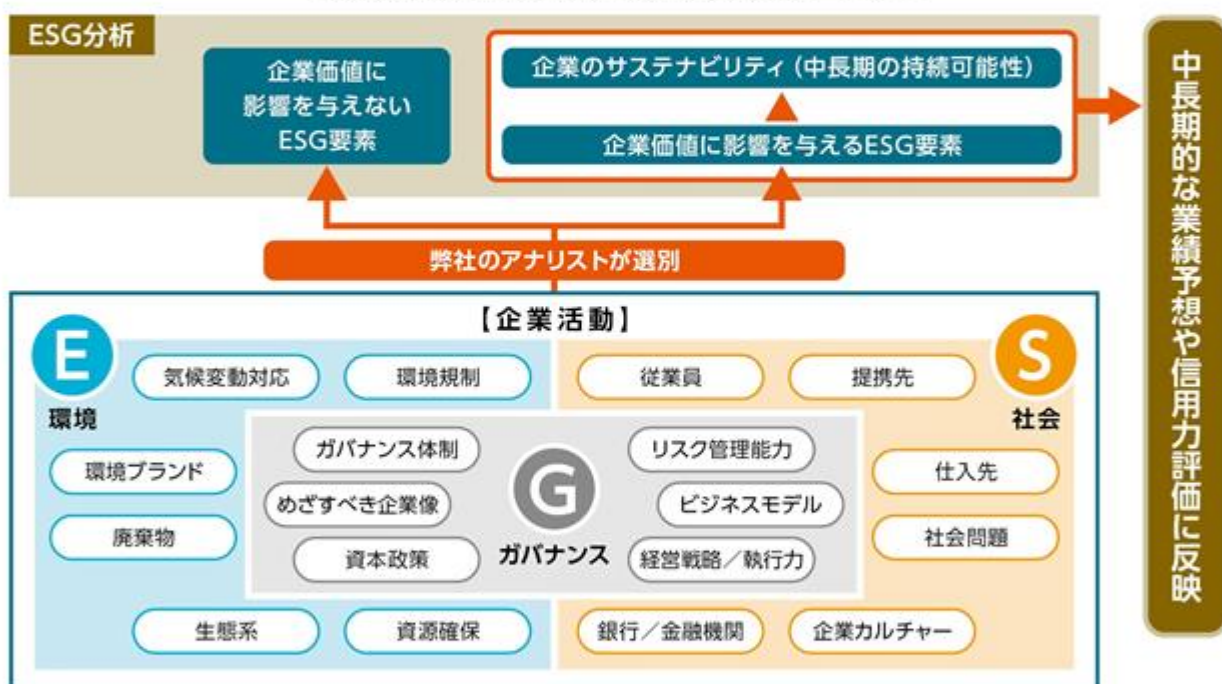 ESG分析
企業価値に
影響を与えない
ESG要素
企業のサステナビリティ（中長期の持続可能性）
企業価値に影響を与えるESG要素
中長期的な業績予想や信用力評価に反映
弊社のアナリストが選別
【企業活動】
E
環境
S
社会
気候変動対応
環境規制
従業員
提携先
環境ブランド
廃棄物
ガバナンス体制
めざすべき企業像
資本政策
G
ガバナンス
リスク管理能力
ビジネスモデル
経営戦略／執行力
仕入先
社会問題
生態系
資源確保
銀行／金融機関
企業カルチャー